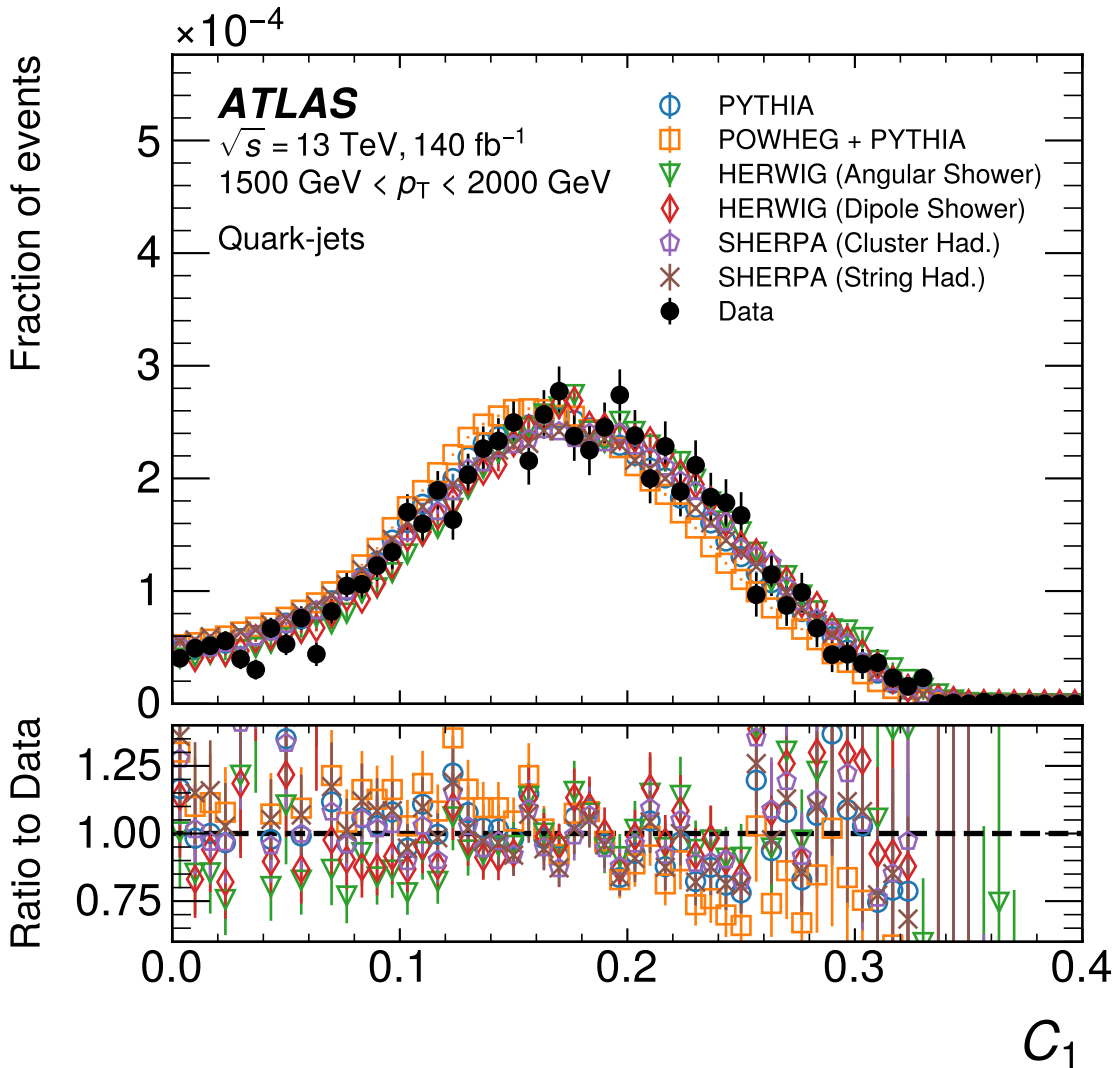 ×10⁻⁴
Fraction of events
ATLAS
√s = 13 TeV, 140 fb⁻¹
1500 GeV < p_T < 2000 GeV
Quark-jets
PYTHIA
POWHEG + PYTHIA
HERWIG (Angular Shower)
HERWIG (Dipole Shower)
SHERPA (Cluster Had.)
SHERPA (String Had.)
Data
5
4
3
2
1
0
Ratio to Data
1.25
1.00
0.75
0.0 0.1 0.2 0.3 0.4
C₁